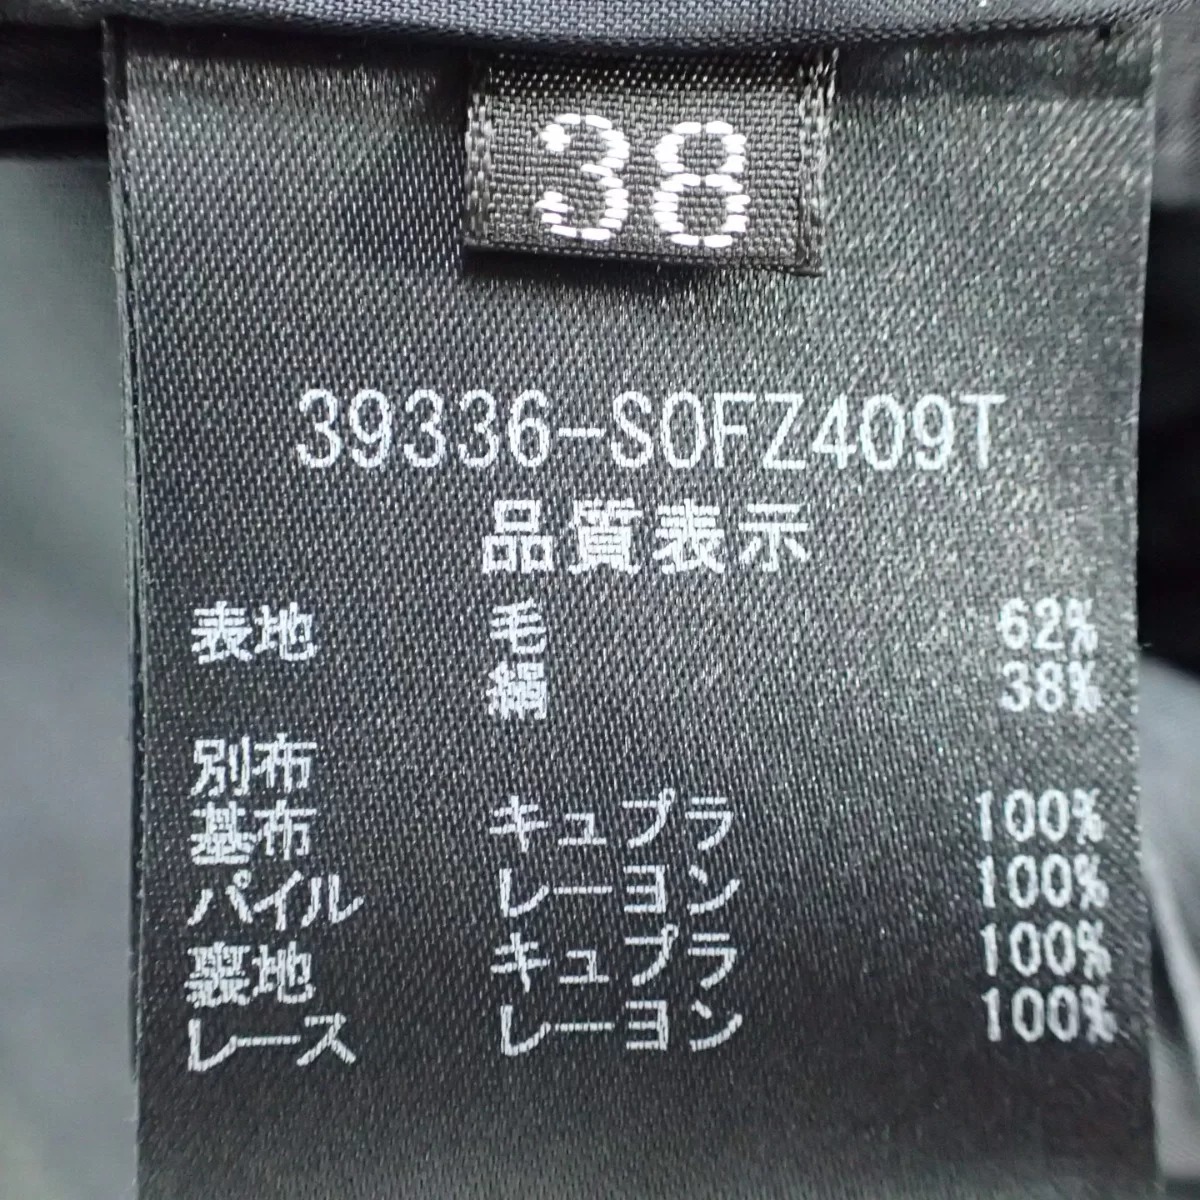 38
39336-S0FZ409T
品質表示
表地 毛 62%
絹 38%
別布
基布 キュプラ 100%
パイル レーヨン 100%
裏地 キュプラ 100%
レース レーヨン 100%